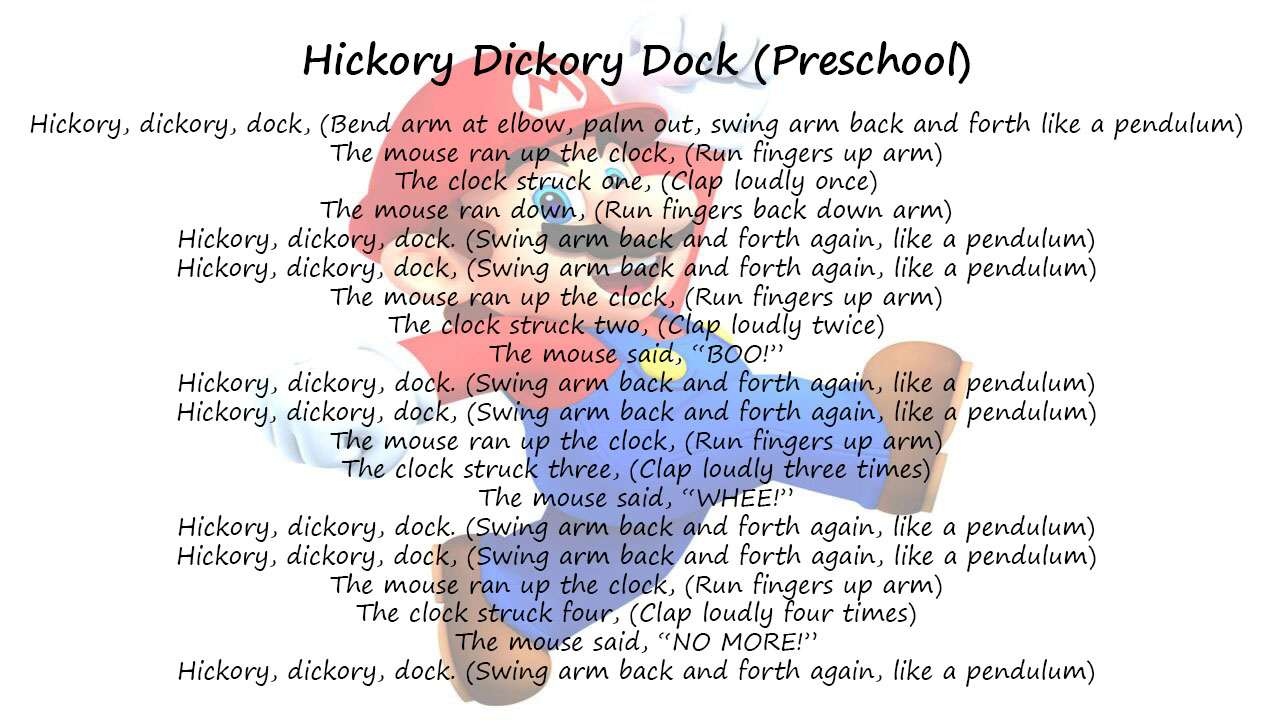 Hickory Dickory Dock (Preschool)
Hickory, dickory, dock, (Bend arm at elbow, palm out, swing arm back and forth like a pendulum)
The mouse ran up the clock, (Run fingers up arm)
The clock struck one, (Clap loudly once)
The mouse ran down, (Run fingers back down arm)
Hickory, dickory, dock. (Swing arm back and forth again, like a pendulum)
Hickory, dickory, dock, (Swing arm back and forth again, like a pendulum)
The mouse ran up the clock, (Run fingers up arm)
The clock struck two, (Clap loudly twice)
The mouse said, “BOO!”
Hickory, dickory, dock. (Swing arm back and forth again, like a pendulum)
Hickory, dickory, dock, (Swing arm back and forth again, like a pendulum)
The mouse ran up the clock, (Run fingers up arm)
The clock struck three, (Clap loudly three times)
The mouse said, “WHEE!”
Hickory, dickory, dock. (Swing arm back and forth again, like a pendulum)
Hickory, dickory, dock, (Swing arm back and forth again, like a pendulum)
The mouse ran up the clock, (Run fingers up arm)
The clock struck four, (Clap loudly four times)
The mouse said, “NO MORE!”
Hickory, dickory, dock. (Swing arm back and forth again, like a pendulum)
M